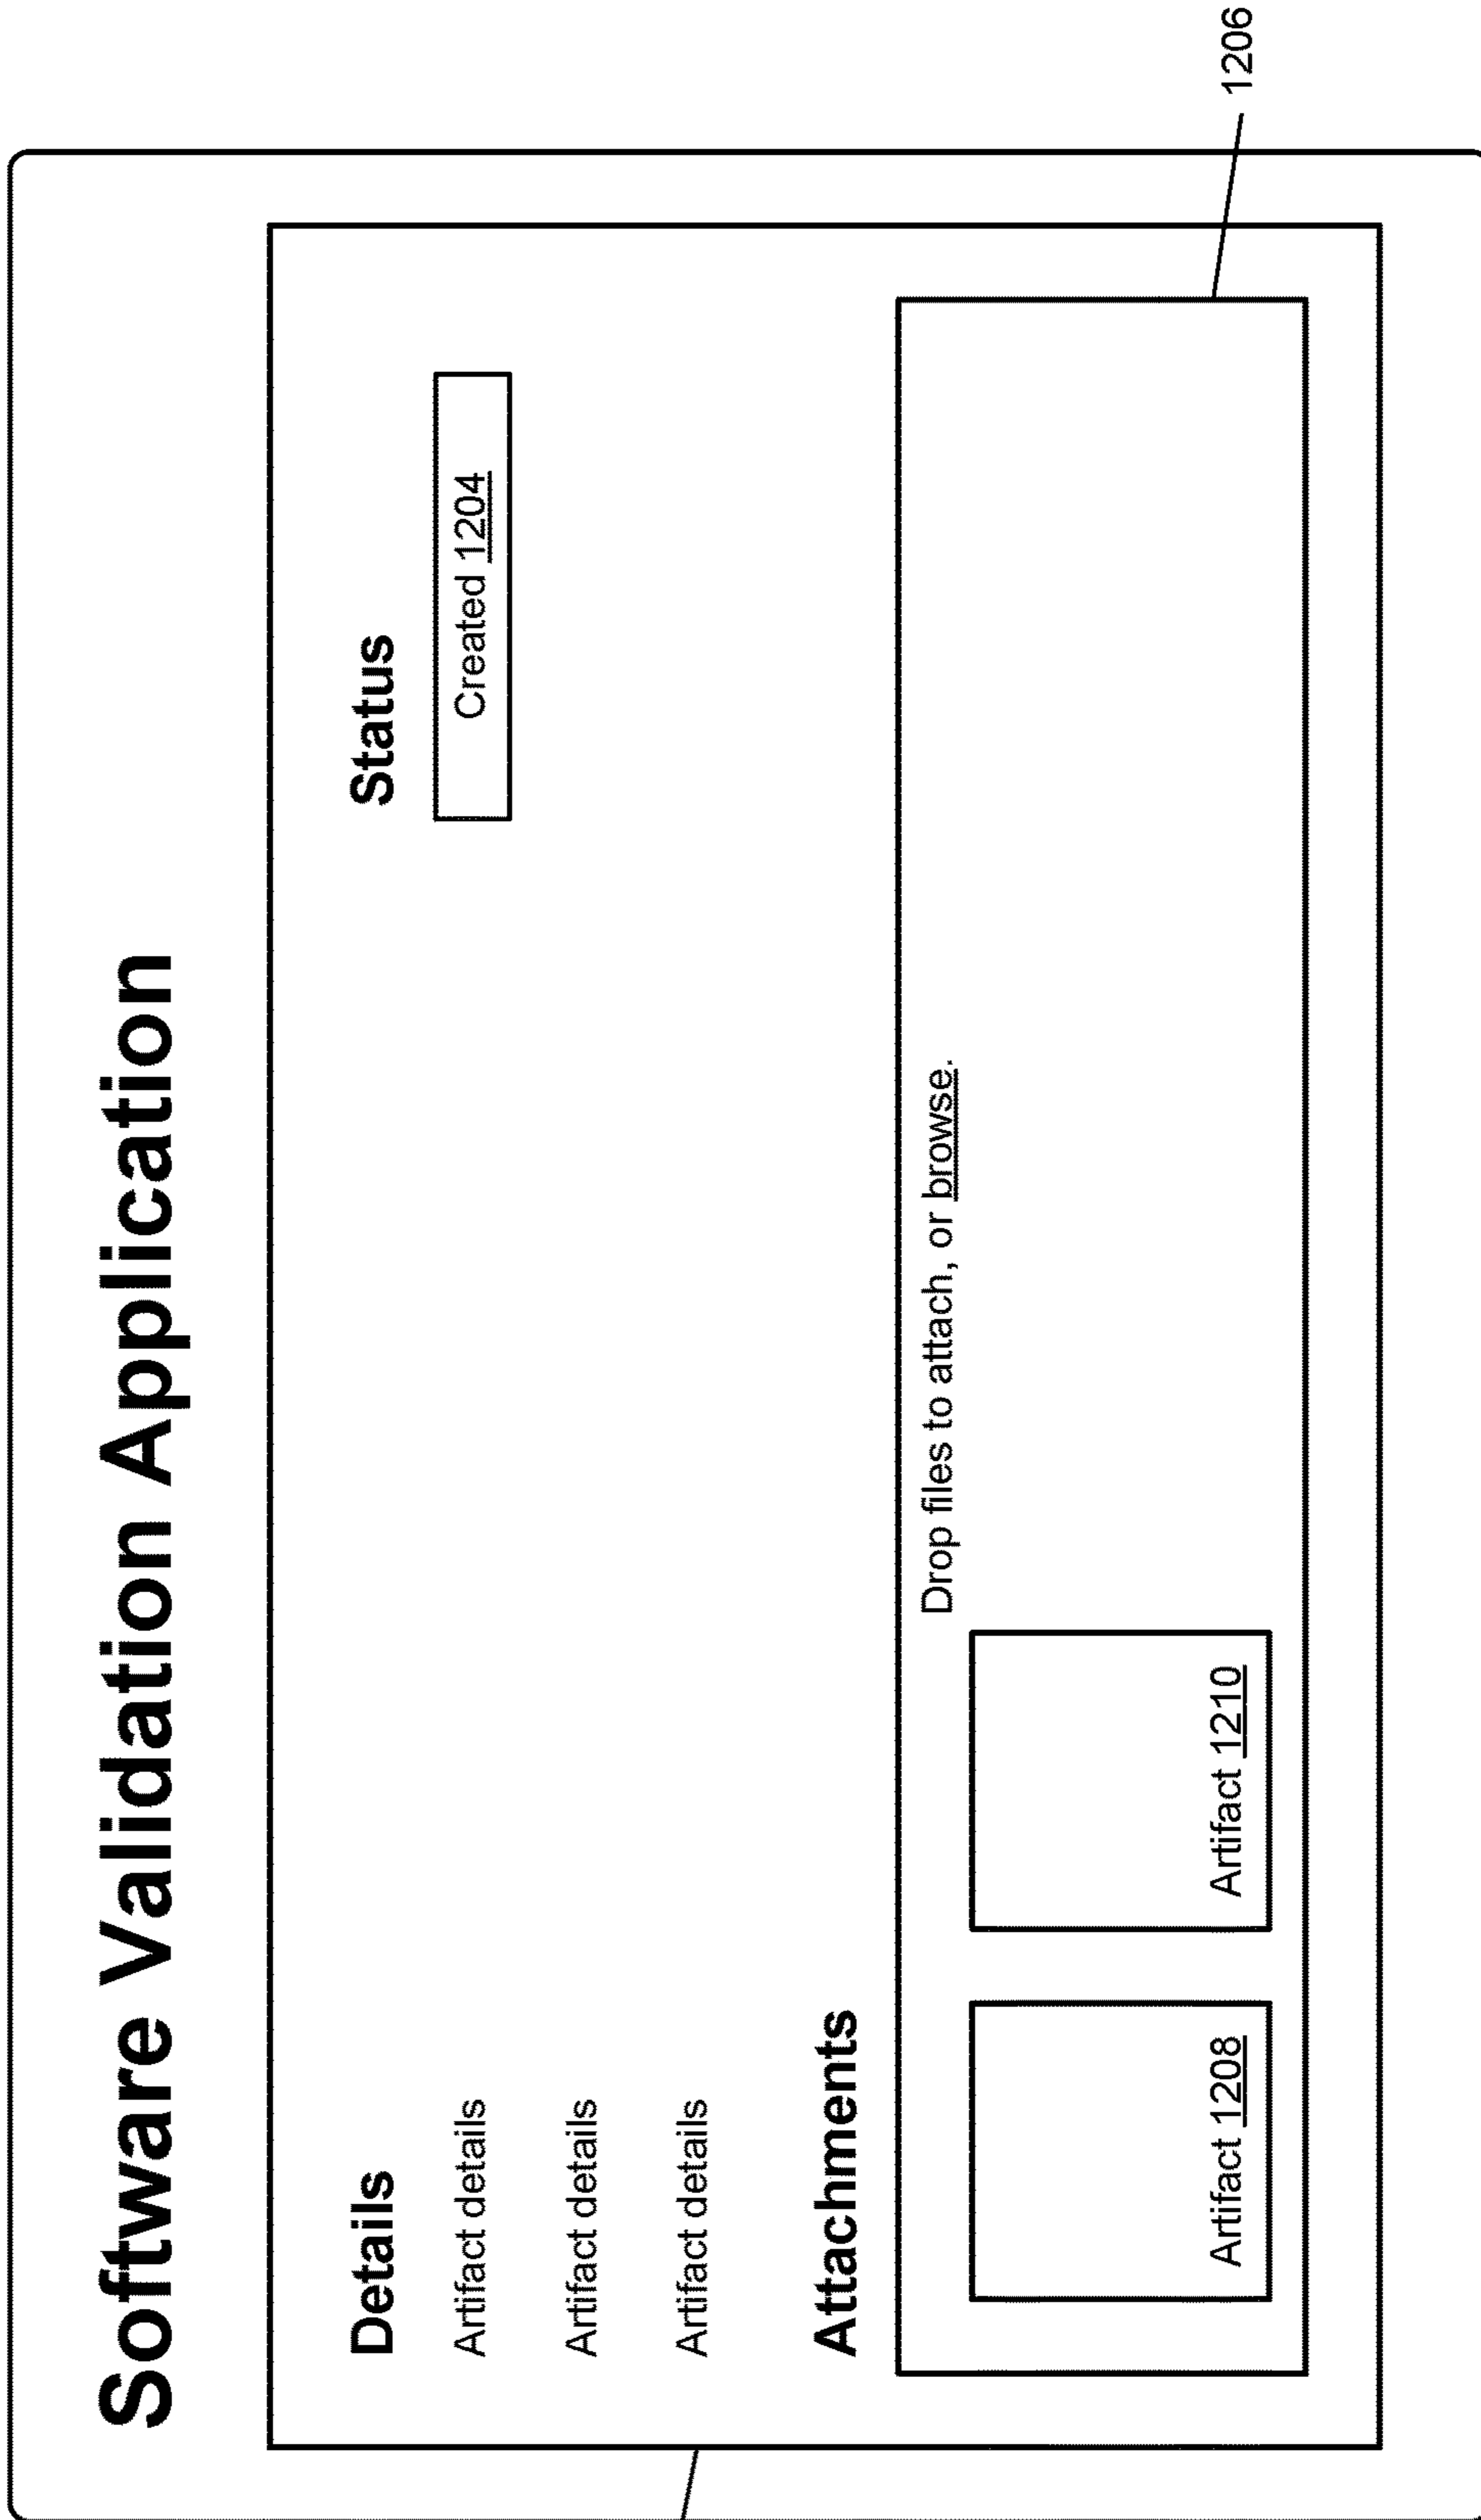 Software Validation Application
Details
Status
Artifact details
Created 1204
Artifact details
Artifact details
Attachments
Drop files to attach, or browse.
Artifact 1208
Artifact 1210
1206